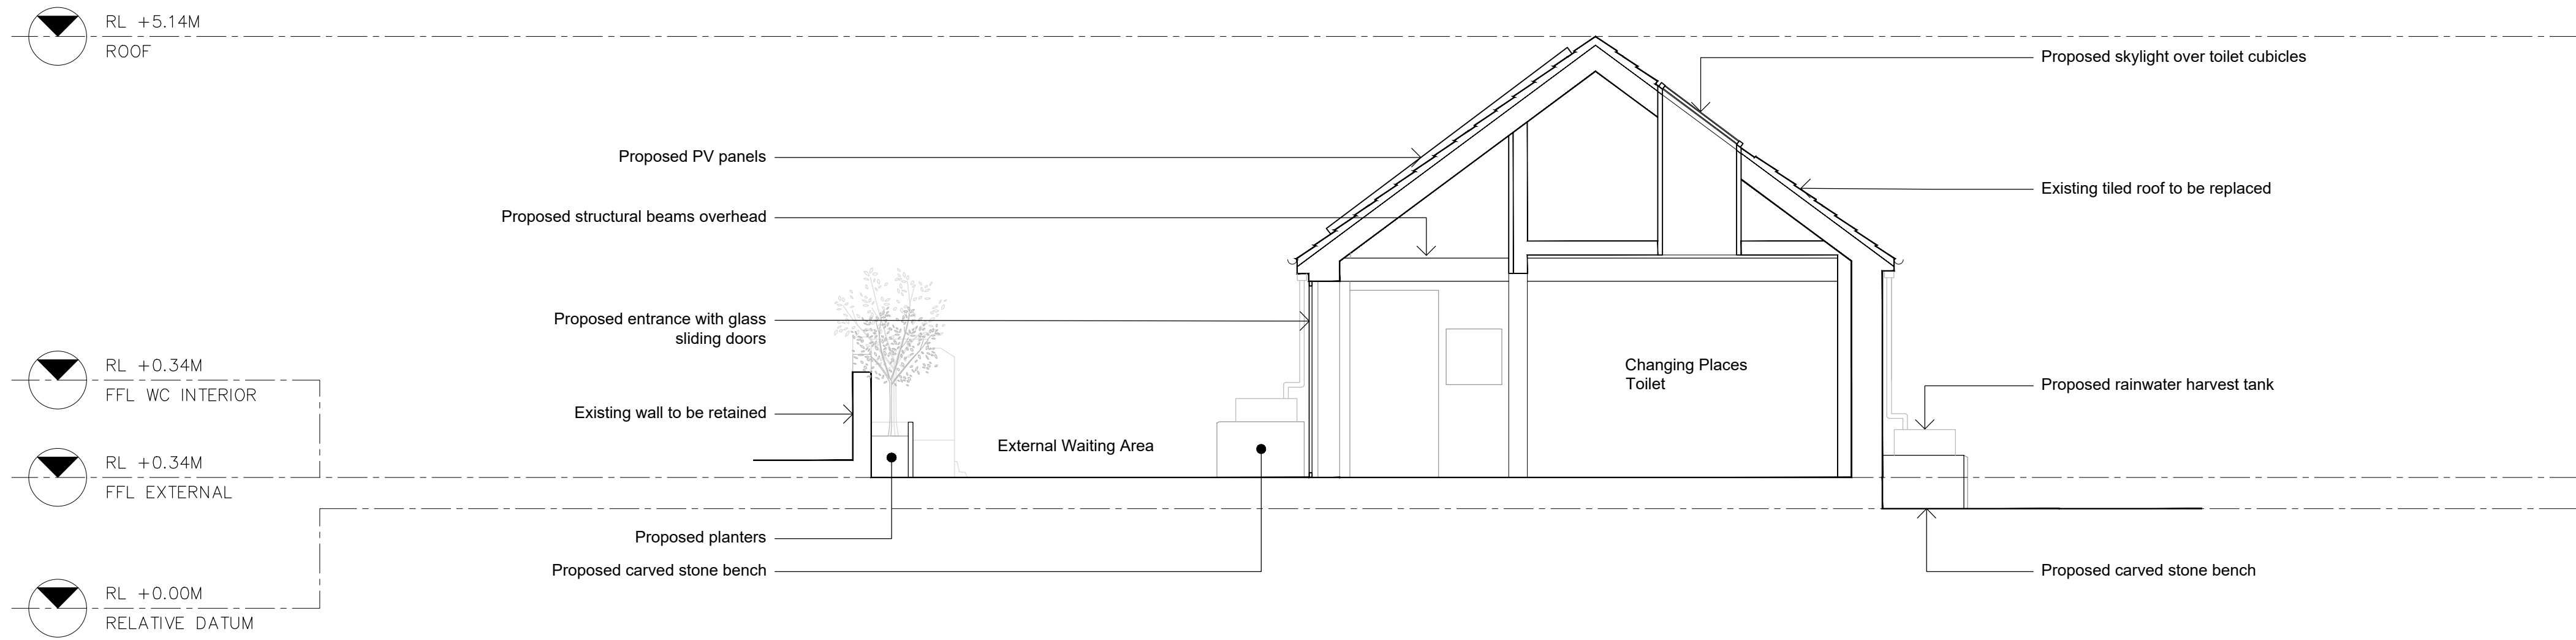 RL +5.14M
ROOF
Proposed skylight over toilet cubicles
Proposed PV panels
Existing tiled roof to be replaced
Proposed structural beams overhead
Proposed entrance with glass
sliding doors
RL +0.34M
FFL WC INTERIOR
Changing Places
Toilet
Proposed rainwater harvest tank
Existing wall to be retained
External Waiting Area
RL +0.34M
FFL EXTERNAL
Proposed planters
Proposed carved stone bench
Proposed carved stone bench
RL +0.00M
RELATIVE DATUM